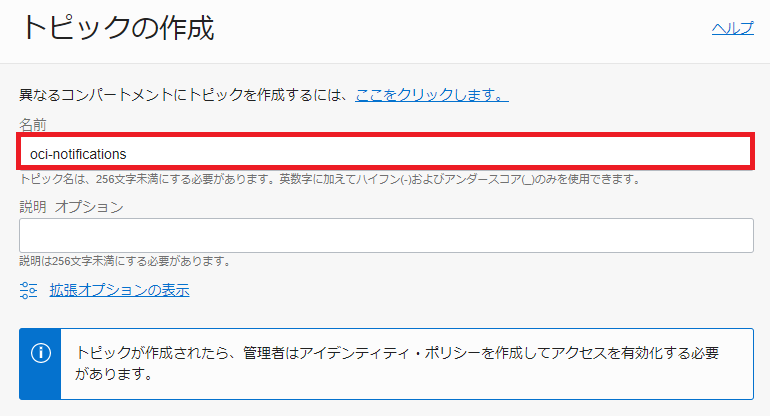 トピックの作成
ヘルプ
異なるコンパートメントにトピックを作成するには、ここをクリックします。
名前
oci-notifications
トピック名は、256文字未満にする必要があります。英数字に加えてハイフン(-)およびアンダースコア(_)のみを使用できます。
説明 オプション
説明は256文字未満にする必要があります。
拡張オプションの表示
トピックが作成されたら、管理者はアイデンティティ・ポリシーを作成してアクセスを有効化する必要
があります。